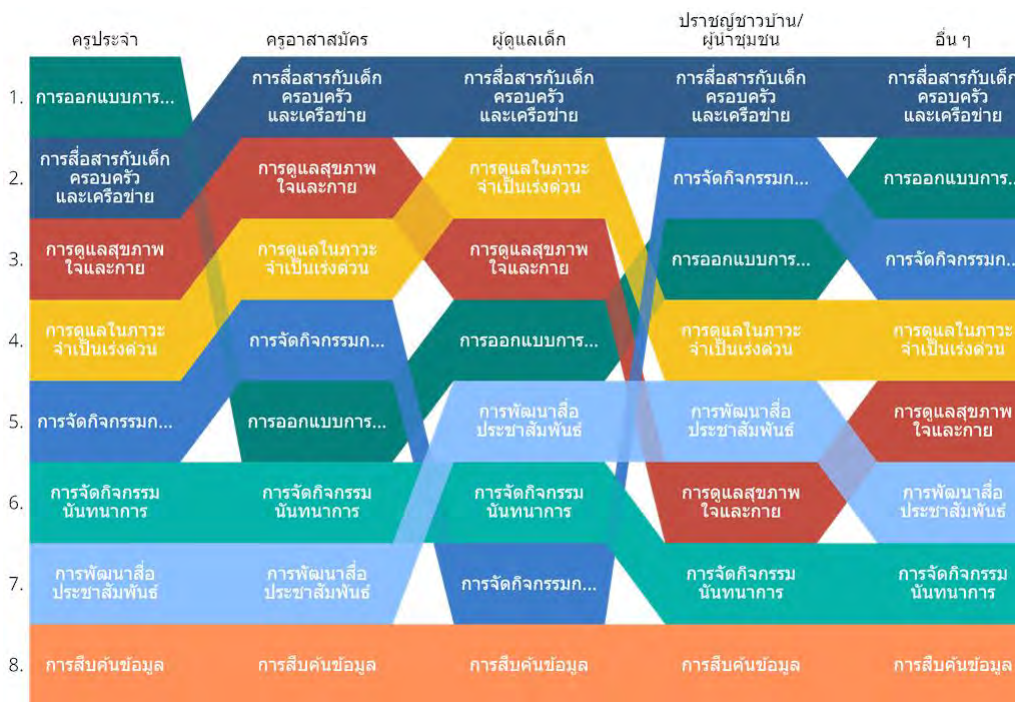 ครูประจำ
ครูอาสาสมัคร
ผู้ดูแลเด็ก
ปราชญ์ชาวบ้าน/
ผู้นำชุมชน
อื่น ๆ
1.
การออกแบบการ...
การสื่อสารกับเด็ก
ครอบครัว
และเครือข่าย
การสื่อสารกับเด็ก
ครอบครัว
และเครือข่าย
การสื่อสารกับเด็ก
ครอบครัว
และเครือข่าย
การสื่อสารกับเด็ก
ครอบครัว
และเครือข่าย
2.
การสื่อสารกับเด็ก
ครอบครัว
และเครือข่าย
การดูแลสุขภาพ
ใจและกาย
การดูแลในภาวะ
จำเป็นเร่งด่วน
การจัดกิจกรรมก...
การออกแบบการ...
3.
การดูแลสุขภาพ
ใจและกาย
การดูแลในภาวะ
จำเป็นเร่งด่วน
การดูแลสุขภาพ
ใจและกาย
การออกแบบการ...
การจัดกิจกรรมก...
4.
การดูแลในภาวะ
จำเป็นเร่งด่วน
การจัดกิจกรรมก...
การออกแบบการ...
การดูแลในภาวะ
จำเป็นเร่งด่วน
การดูแลในภาวะ
จำเป็นเร่งด่วน
5.
การจัดกิจกรรมก...
การออกแบบการ...
การพัฒนาสื่อ
ประชาสัมพันธ์
การพัฒนาสื่อ
ประชาสัมพันธ์
การดูแลสุขภาพ
ใจและกาย
6.
การจัดกิจกรรม
นันทนาการ
การจัดกิจกรรม
นันทนาการ
การจัดกิจกรรม
นันทนาการ
การดูแลสุขภาพ
ใจและกาย
การพัฒนาสื่อ
ประชาสัมพันธ์
7.
การพัฒนาสื่อ
ประชาสัมพันธ์
การพัฒนาสื่อ
ประชาสัมพันธ์
การจัดกิจกรรมก...
การจัดกิจกรรม
นันทนาการ
การจัดกิจกรรม
นันทนาการ
8.
การสืบค้นข้อมูล
การสืบค้นข้อมูล
การสืบค้นข้อมูล
การสืบค้นข้อมูล
การสืบค้นข้อมูล